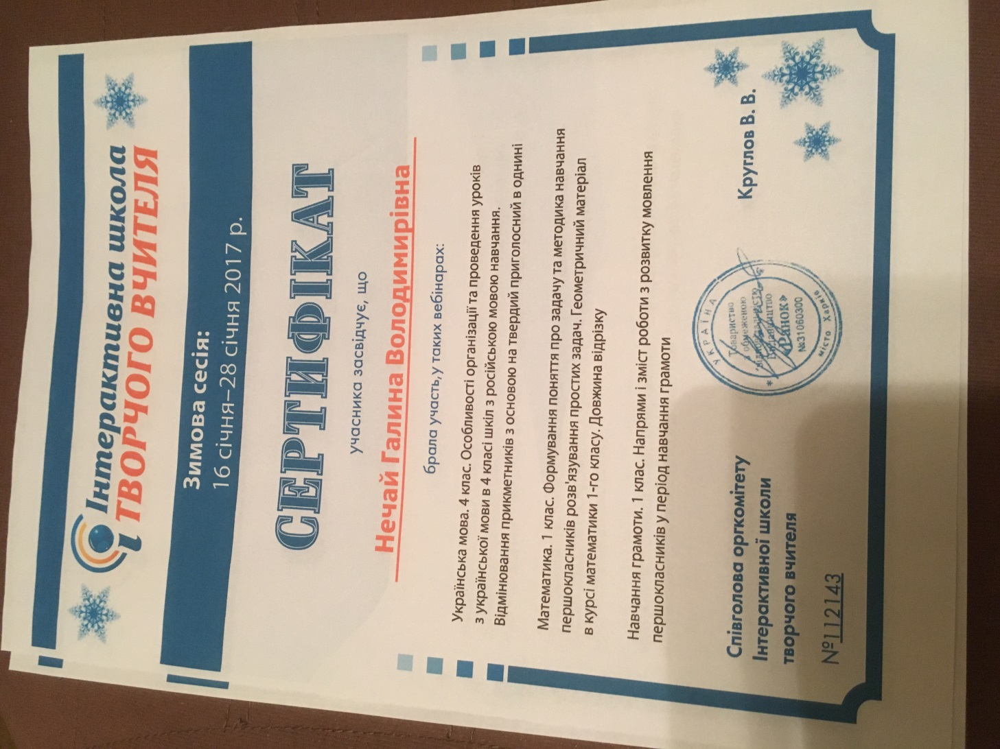 Інтерактивна школа
ТВОРЧОГО ВЧИТЕЛЯ
Зимова сесія:
16 січня–28 січня 2017 р.
СЕРТИФІКАТ
учасника засвідчує, що
Нечай Галина Володимирівна
брала участь, у таких вебінарах:
Українська мова. 4 клас. Особливості організації та проведення уроків
з української мови в 4 класі шкіл з російською мовою навчання.
Відмінювання прикметників з основою на твердий приголосний в однині
Математика. 1 клас. Формування поняття про задачу та методика навчання
першокласників розв'язування простих задач. Геометричний матеріал
в курсі математики 1-го класу. Довжина відрізку
Навчання грамоти. 1 клас. Напрями і зміст роботи з розвитку мовлення
першокласників у період навчання грамоти
Співголова оргкомітету
Інтерактивної школи
творчого вчителя
УКРАЇНА
Товариство
з обмеженою
відповідальністю
Видавництво
«РАНОК»
№31060300
місто Харків
Круглов В. В.
№112143